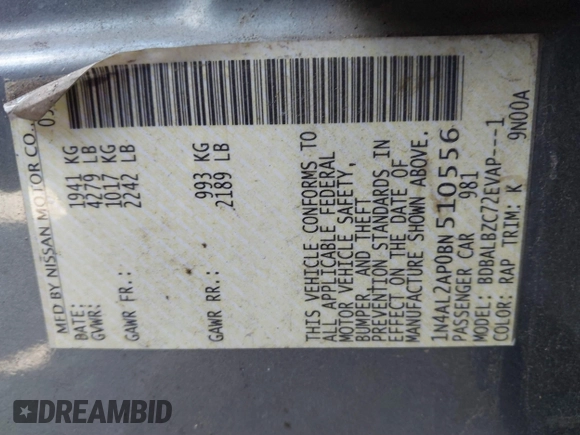 MFD BY NISSAN MOTOR CO.
DATE: 03
GVWR: 1941 KG
4279 LB
GAWR FR.: 1017 KG
2242 LB
GAWR RR.: 993 KG
2189 LB
THIS VEHICLE CONFORMS TO
ALL APPLICABLE FEDERAL
MOTOR VEHICLE SAFETY,
BUMPER, AND THEFT
PREVENTION STANDARDS IN
EFFECT ON THE DATE OF
MANUFACTURE SHOWN ABOVE.
1N4AL2AP0BN510556
PASSENGER CAR 981
MODEL: BDBALBZC72EVAP---1
COLOR: RAP TRIM: K 9N00A
DREAMBID